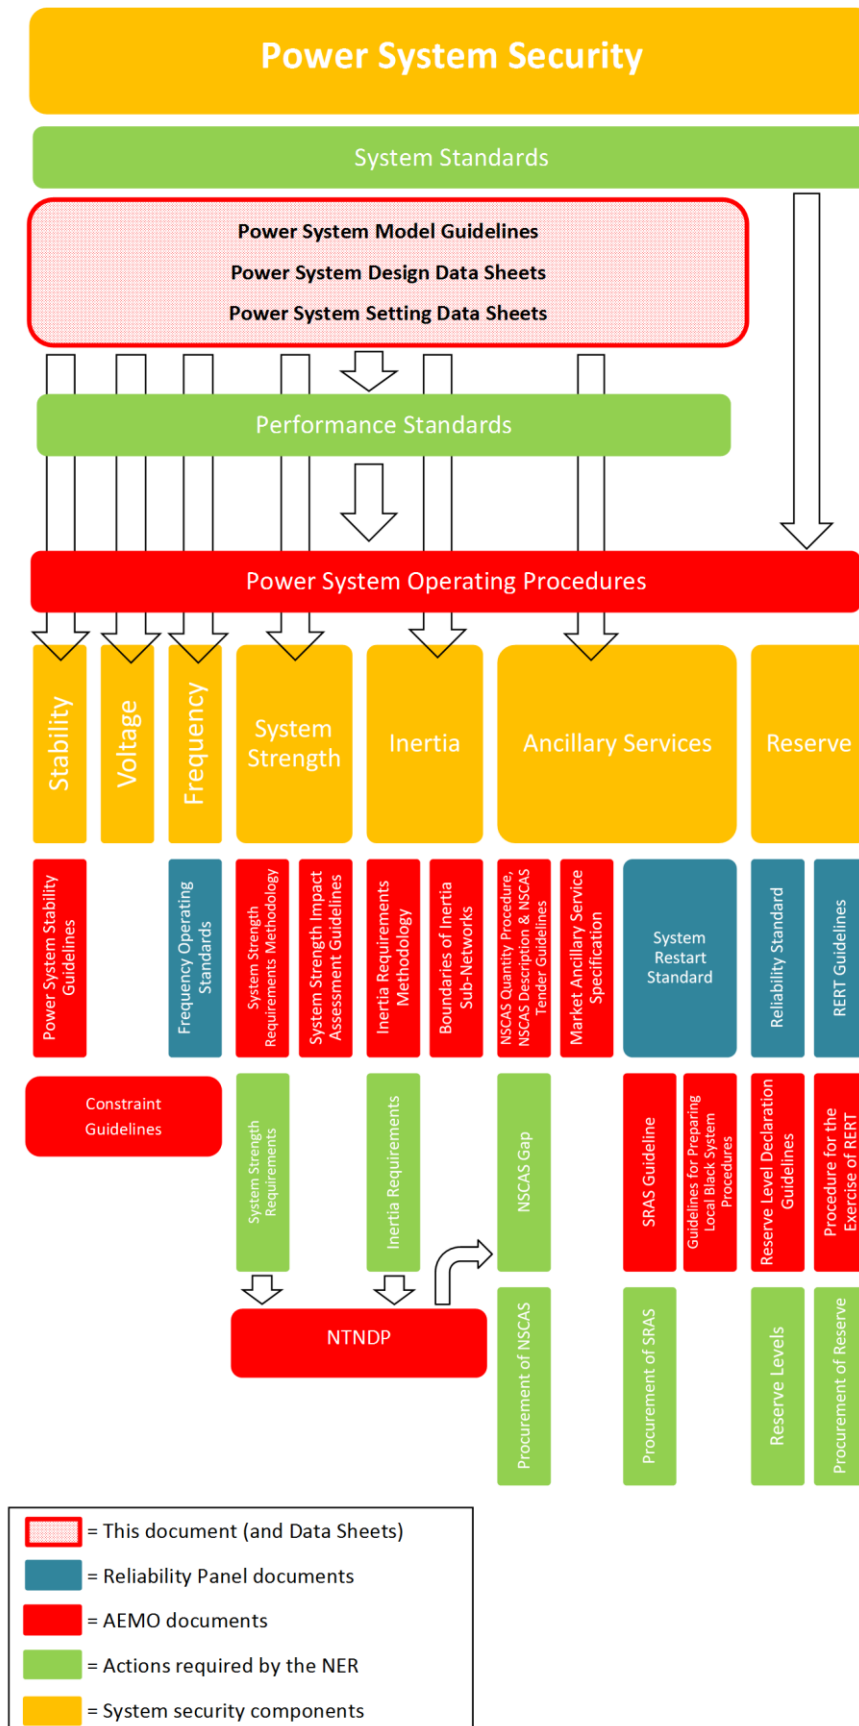 Power System Security
System Standards
Power System Model Guidelines
Power System Design Data Sheets
Power System Setting Data Sheets
Performance Standards
Power System Operating Procedures
Stability
Voltage
Frequency
System
Strength
Inertia
Ancillary Services
Reserve
Power System Stability
Guidelines
Frequency Operating
Standards
System Strength
Requirements Methodology
System Strength Impact
Assessment Guidelines
Inertia Requirements
Methodology
Boundaries of Inertia
Sub-Networks
NSCAS Quantity Procedure,
NSCAS Description & NSCAS
Tender Guidelines
Market Ancillary Service
Specification
System
Restart
Standard
Reliability Standard
RERT Guidelines
Constraint
Guidelines
System Strength
Requirements
Inertia Requirements
NSCAS Gap
SRAS Guideline
Guidelines for Preparing
Local Black System
Procedures
Reserve Level Declaration
Guidelines
Procedure for the
Exercise of RERT
NTNDP
Procurement of NSCAS
Procurement of SRAS
Reserve Levels
Procurement of Reserve
= This document (and Data Sheets)
= Reliability Panel documents
= AEMO documents
= Actions required by the NER
= System security components